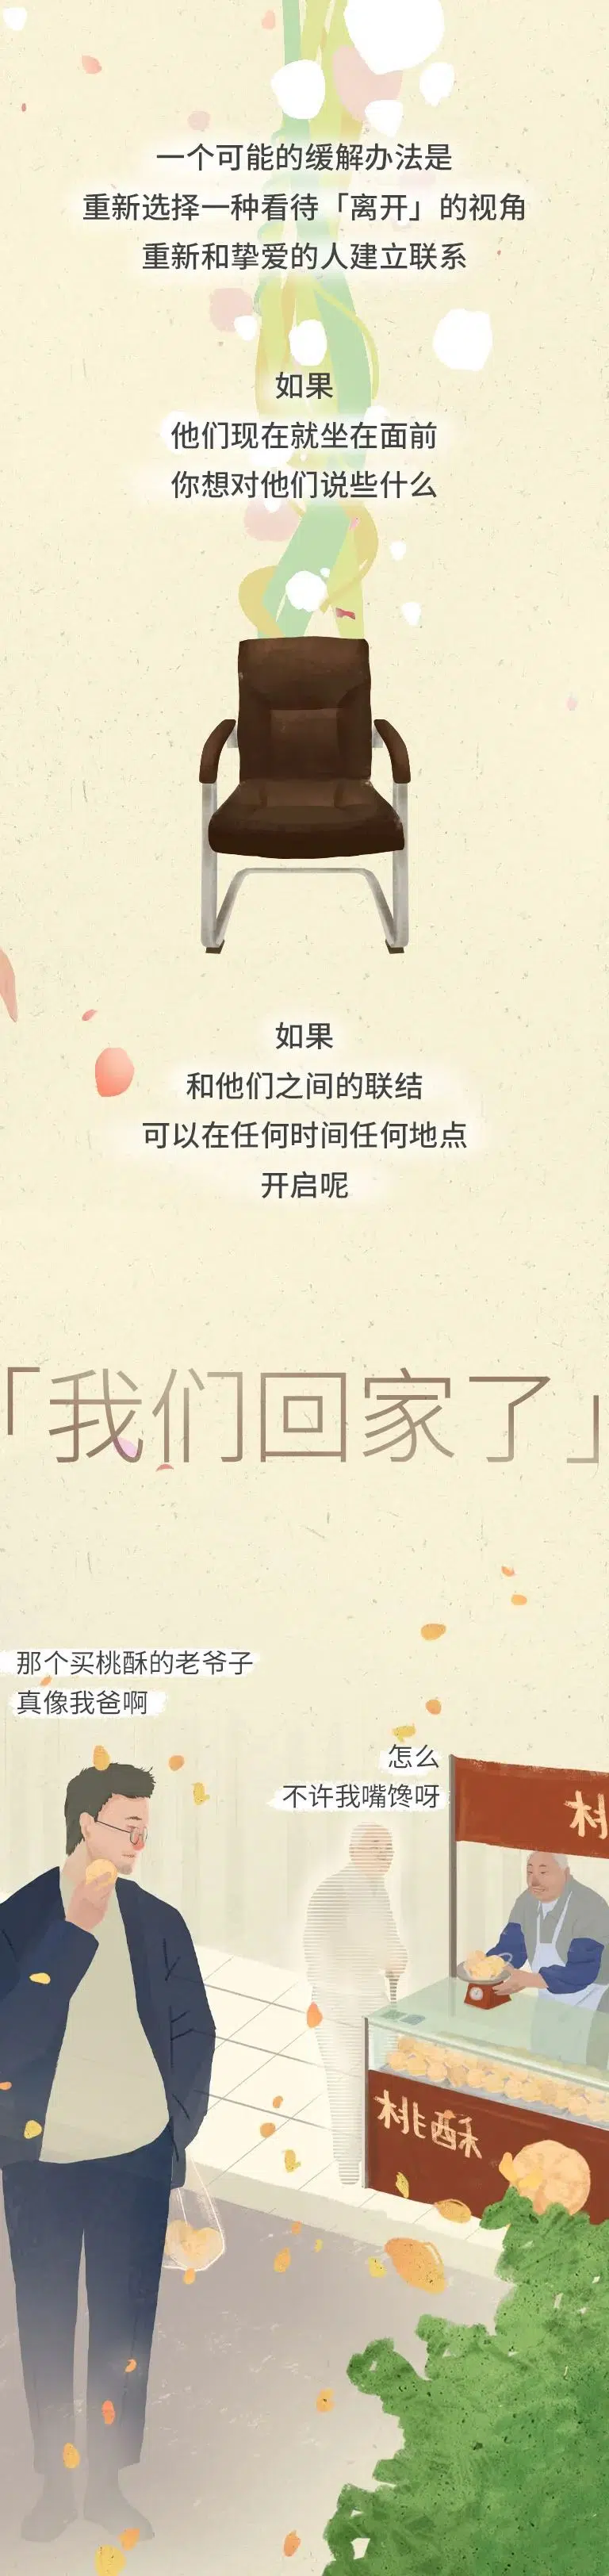 一个可能的缓解办法是
重新选择一种看待「离开」的视角
重新和挚爱的人建立联系
如果
他们现在就坐在面前
你想对他们说些什么
如果
和他们之间的联结
可以在任何时间任何地点
开启呢
「我们回家了」
那个买桃酥的老爷子
真像我爸啊
怎么
不许我嘴馋呀
桃
桃酥